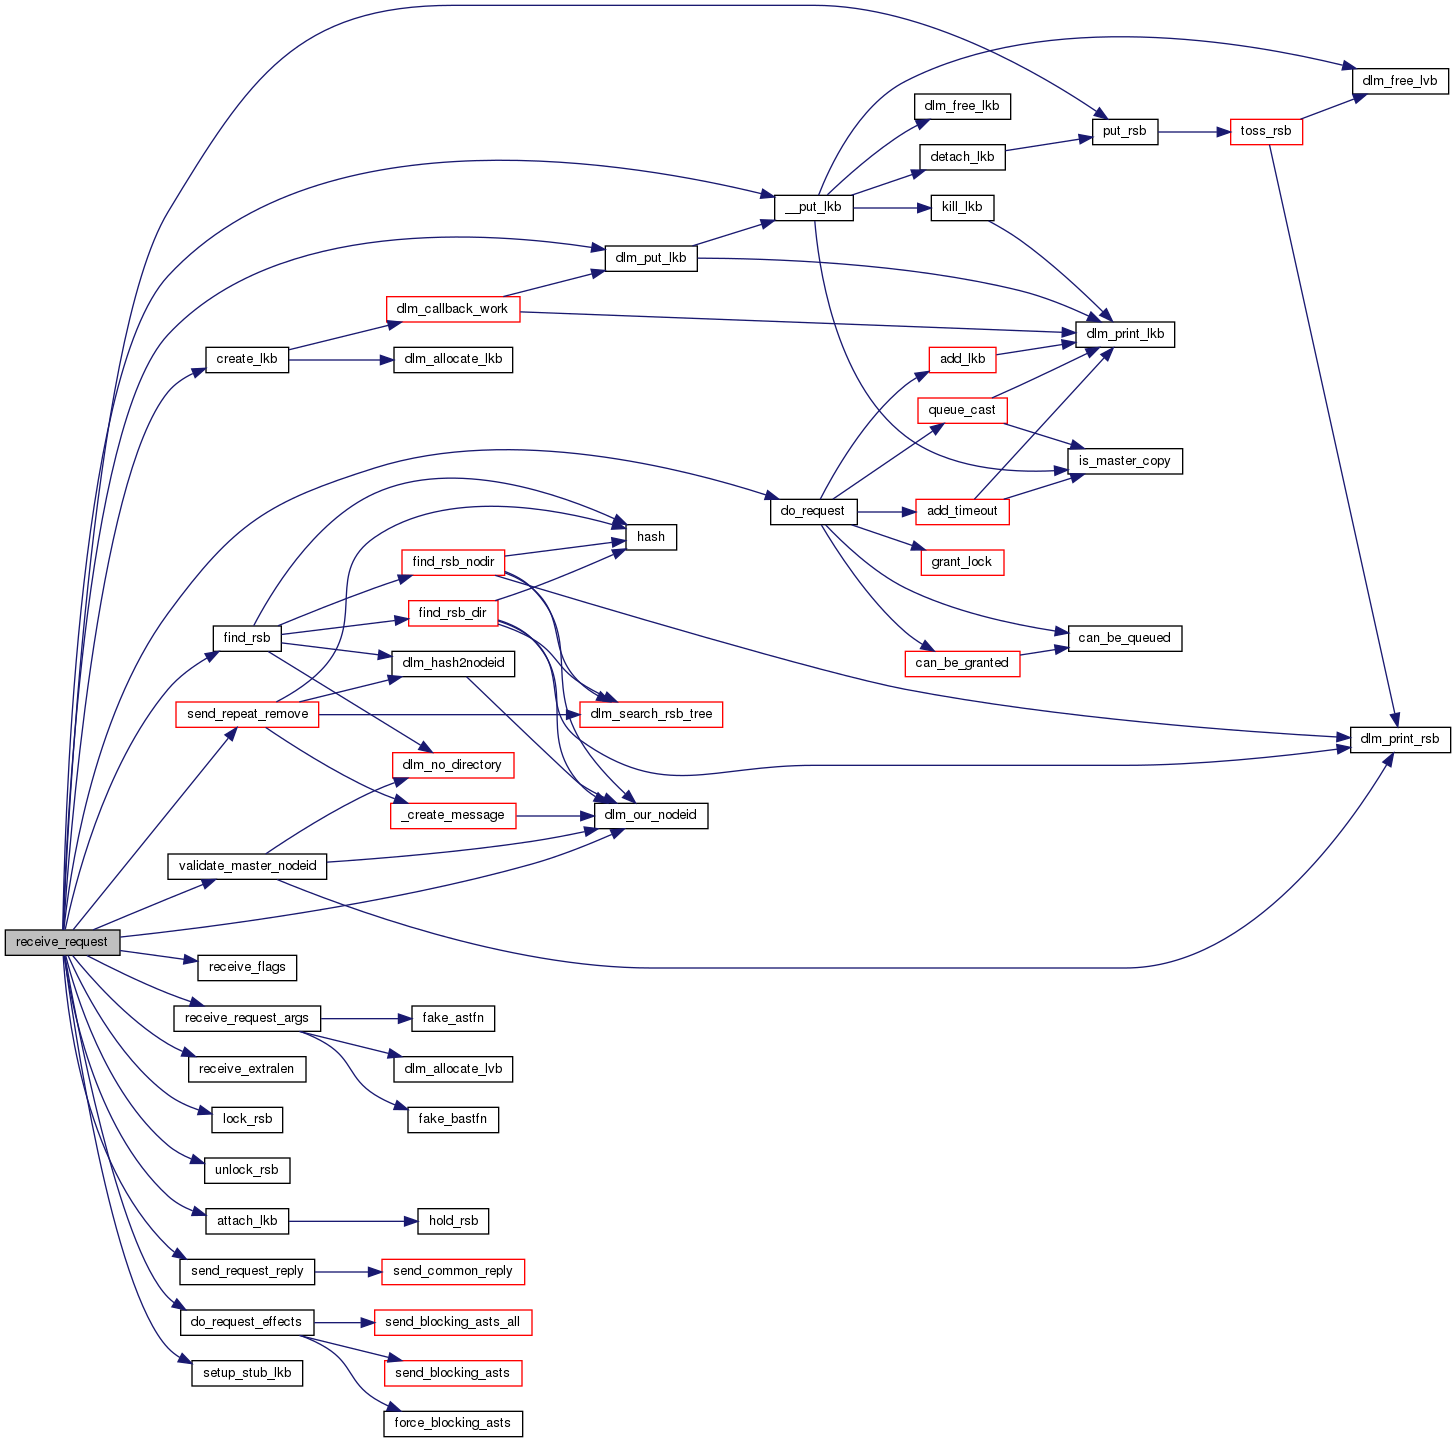 dlm_free_lvb
dlm_free_lkb
put_rsb
toss_rsb
detach_lkb
__put_lkb
kill_lkb
dlm_put_lkb
dlm_callback_work
dlm_print_lkb
create_lkb
dlm_allocate_lkb
add_lkb
queue_cast
is_master_copy
do_request
add_timeout
hash
find_rsb_nodir
grant_lock
find_rsb_dir
find_rsb
can_be_queued
dlm_hash2nodeid
can_be_granted
send_repeat_remove
dlm_search_rsb_tree
dlm_print_rsb
dlm_no_directory
_create_message
dlm_our_nodeid
validate_master_nodeid
receive_request
receive_flags
receive_request_args
fake_astfn
receive_extralen
dlm_allocate_lvb
lock_rsb
fake_bastfn
unlock_rsb
attach_lkb
hold_rsb
send_request_reply
send_common_reply
do_request_effects
send_blocking_asts_all
setup_stub_lkb
send_blocking_asts
force_blocking_asts